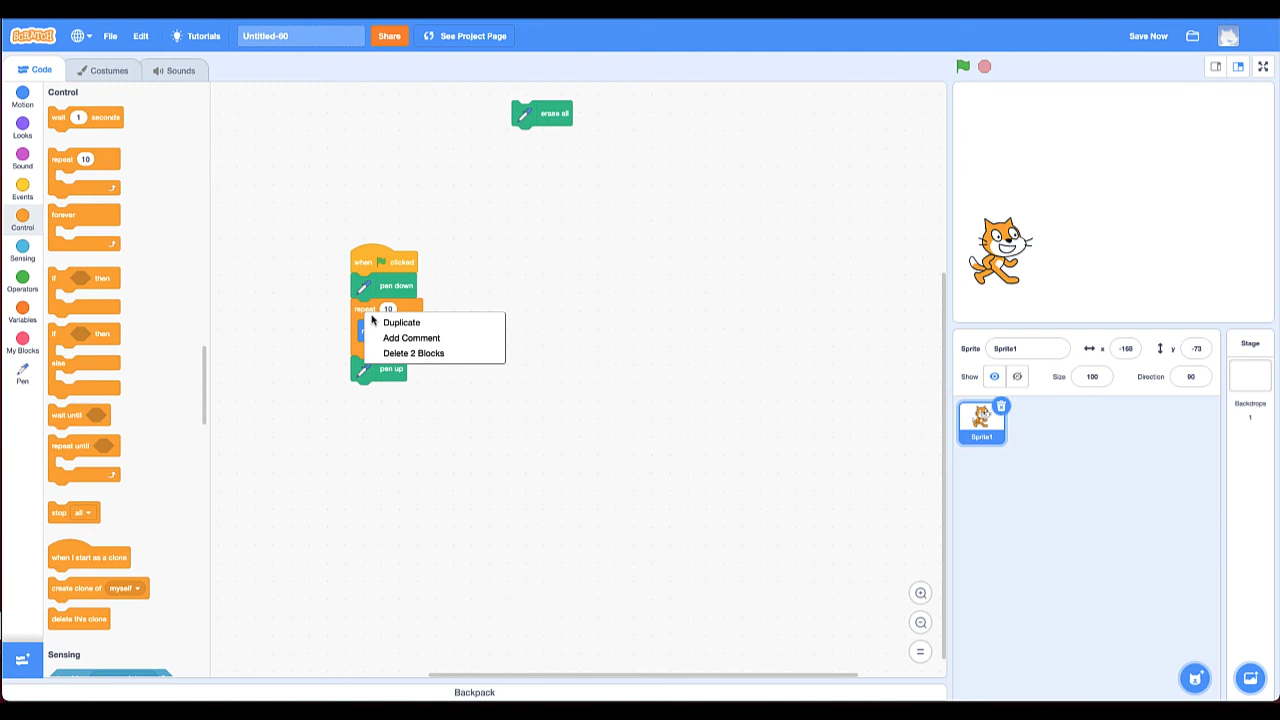 SCRATCH File Edit Tutorials Untitled-60 Share See Project Page Save Now
Code Costumes Sounds
Motion
Looks
Sound
Events
Control
Sensing
Operators
Variables
My Blocks
Pen
Control
wait 1 seconds
repeat 10
forever
if then
if then
else
wait until
repeat until
stop all
when I start as a clone
create clone of myself
delete this clone
Sensing
erase all
when clicked
pen down
repeat 10
Duplicate
Add Comment
Delete 2 Blocks
pen up
Backpack
Sprite Sprite1 x -168 y -73
Show Size 100 Direction 90
Sprite1
Stage
Backdrops
1